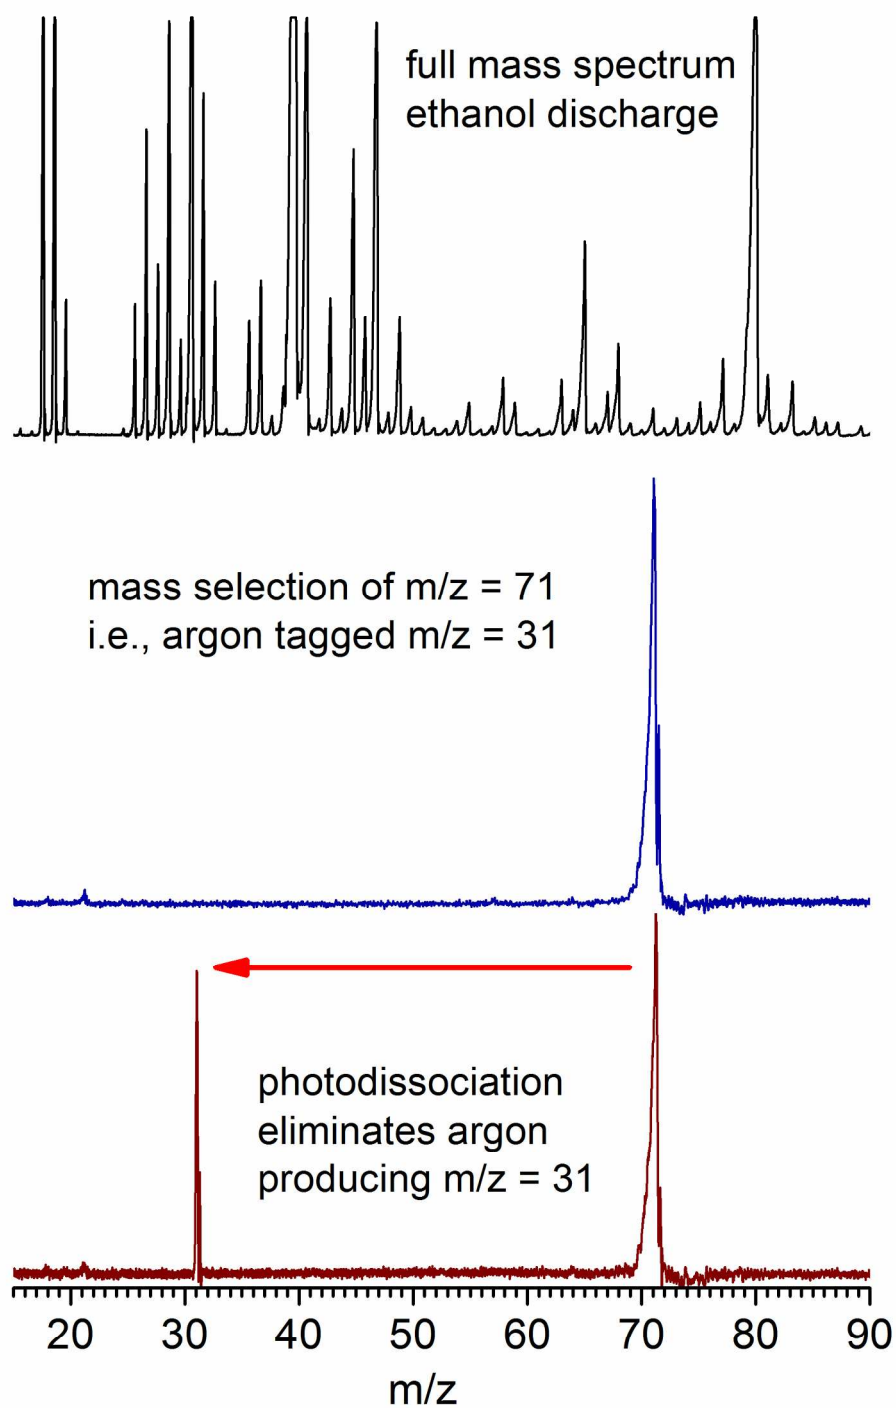 full mass spectrum
ethanol discharge
mass selection of m/z = 71
i.e., argon tagged m/z = 31
photodissociation
eliminates argon
producing m/z = 31
20 30 40 50 60 70 80 90
m/z